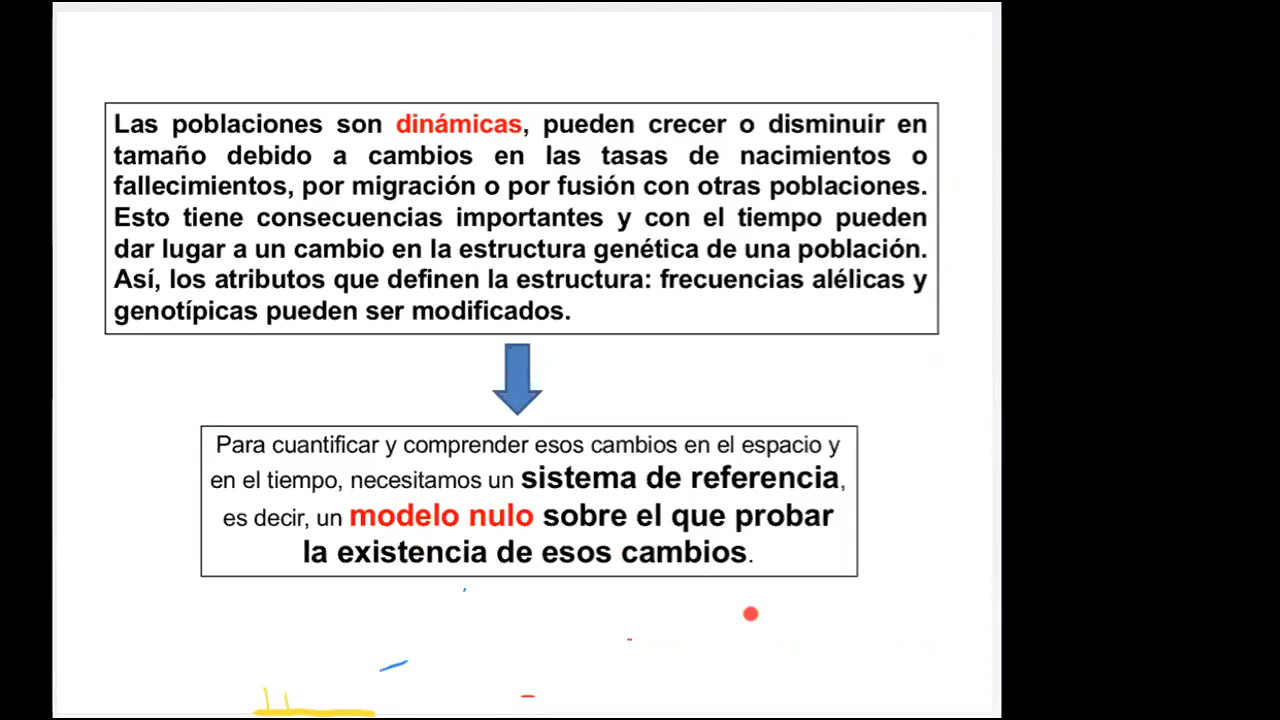 Las poblaciones son dinámicas, pueden crecer o disminuir en
tamaño debido a cambios en las tasas de nacimientos o
fallecimientos, por migración o por fusión con otras poblaciones.
Esto tiene consecuencias importantes y con el tiempo pueden
dar lugar a un cambio en la estructura genética de una población.
Así, los atributos que definen la estructura: frecuencias alélicas y
genotípicas pueden ser modificados.
Para cuantificar y comprender esos cambios en el espacio y
en el tiempo, necesitamos un sistema de referencia,
es decir, un modelo nulo sobre el que probar
la existencia de esos cambios.